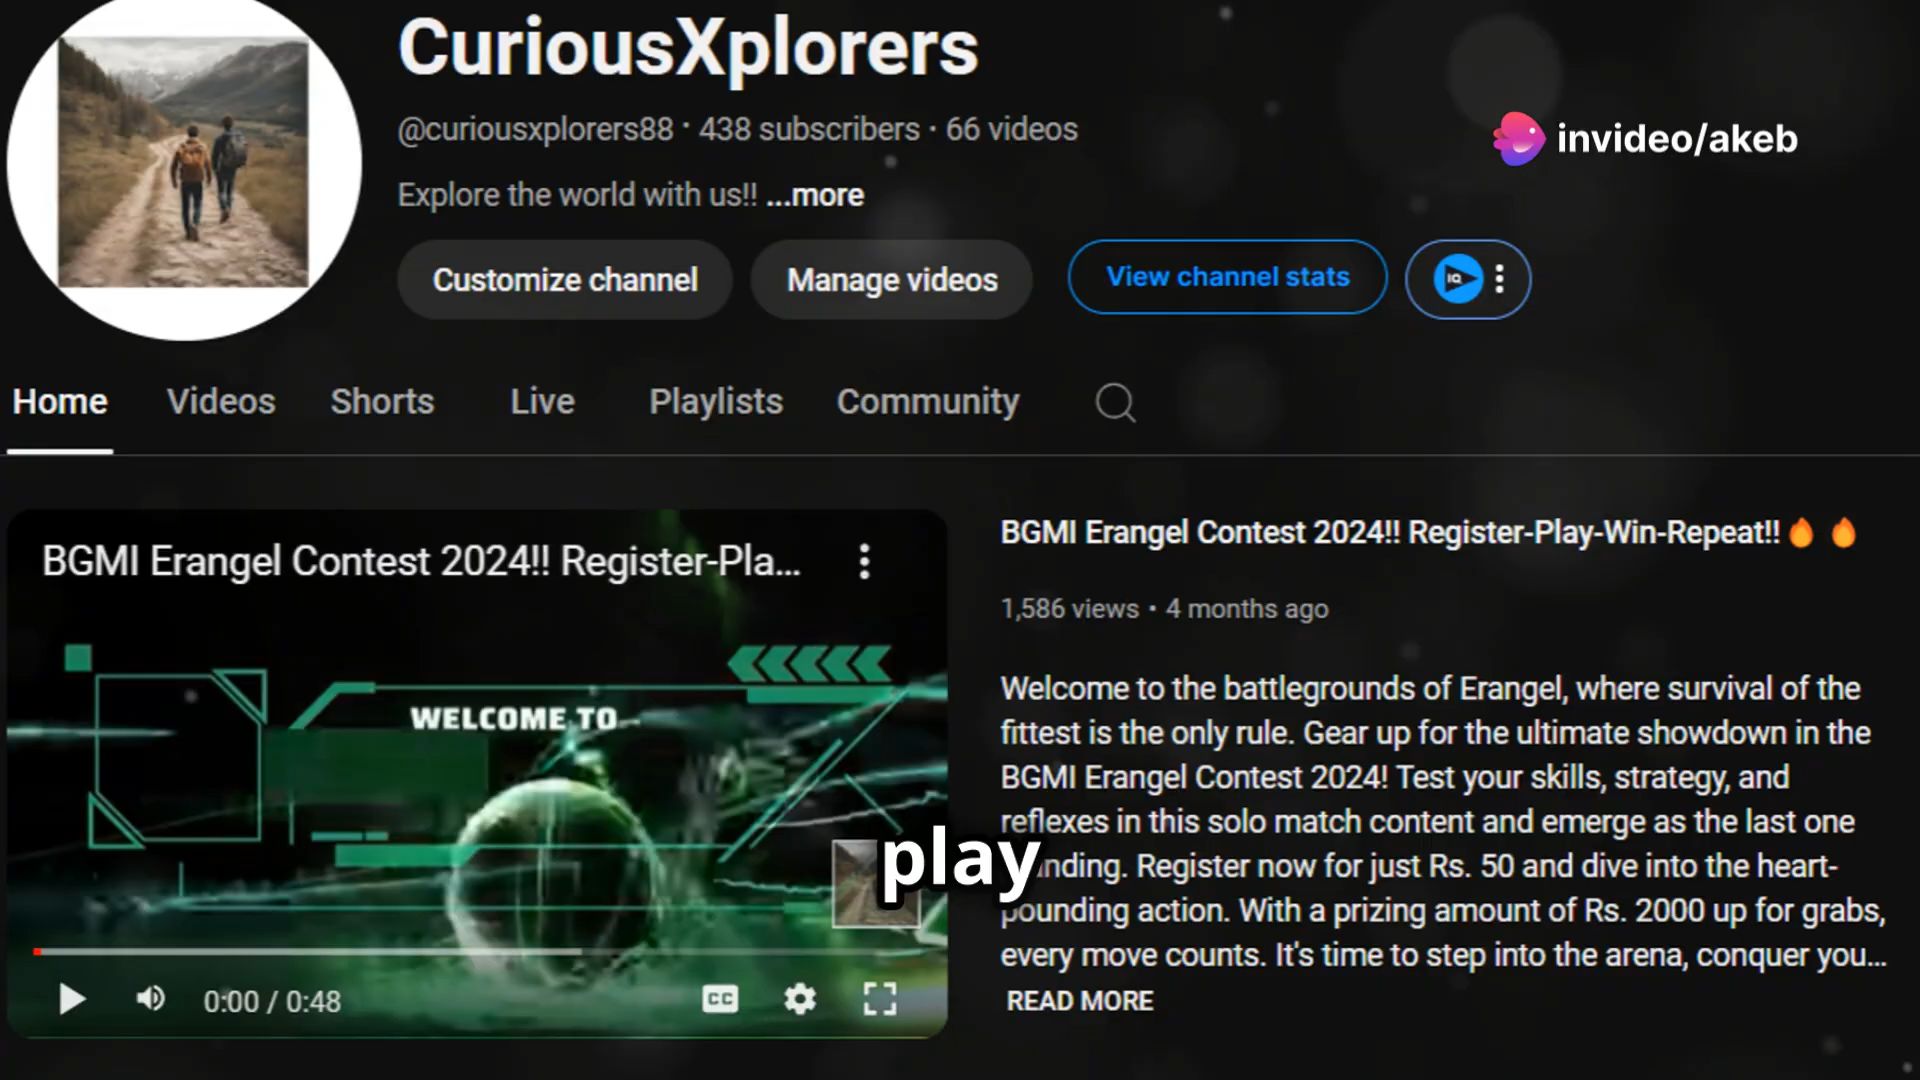 CuriousXplorers
@curiousxplorers88 • 438 subscribers • 66 videos
invideo/akeb
Explore the world with us!! ...more
Customize channel
Manage videos
View channel stats
IQ
Home
Videos
Shorts
Live
Playlists
Community
BGMI Erangel Contest 2024!! Register-Pla...
WELCOME TO
0:00 / 0:48
CC
BGMI Erangel Contest 2024!! Register-Play-Win-Repeat!!🔥 🔥
1,586 views • 4 months ago
Welcome to the battlegrounds of Erangel, where survival of the
fittest is the only rule. Gear up for the ultimate showdown in the
BGMI Erangel Contest 2024! Test your skills, strategy, and
reflexes in this solo match content and emerge as the last one
play
nding. Register now for just Rs. 50 and dive into the heart-
pounding action. With a prizing amount of Rs. 2000 up for grabs,
every move counts. It's time to step into the arena, conquer you...
READ MORE